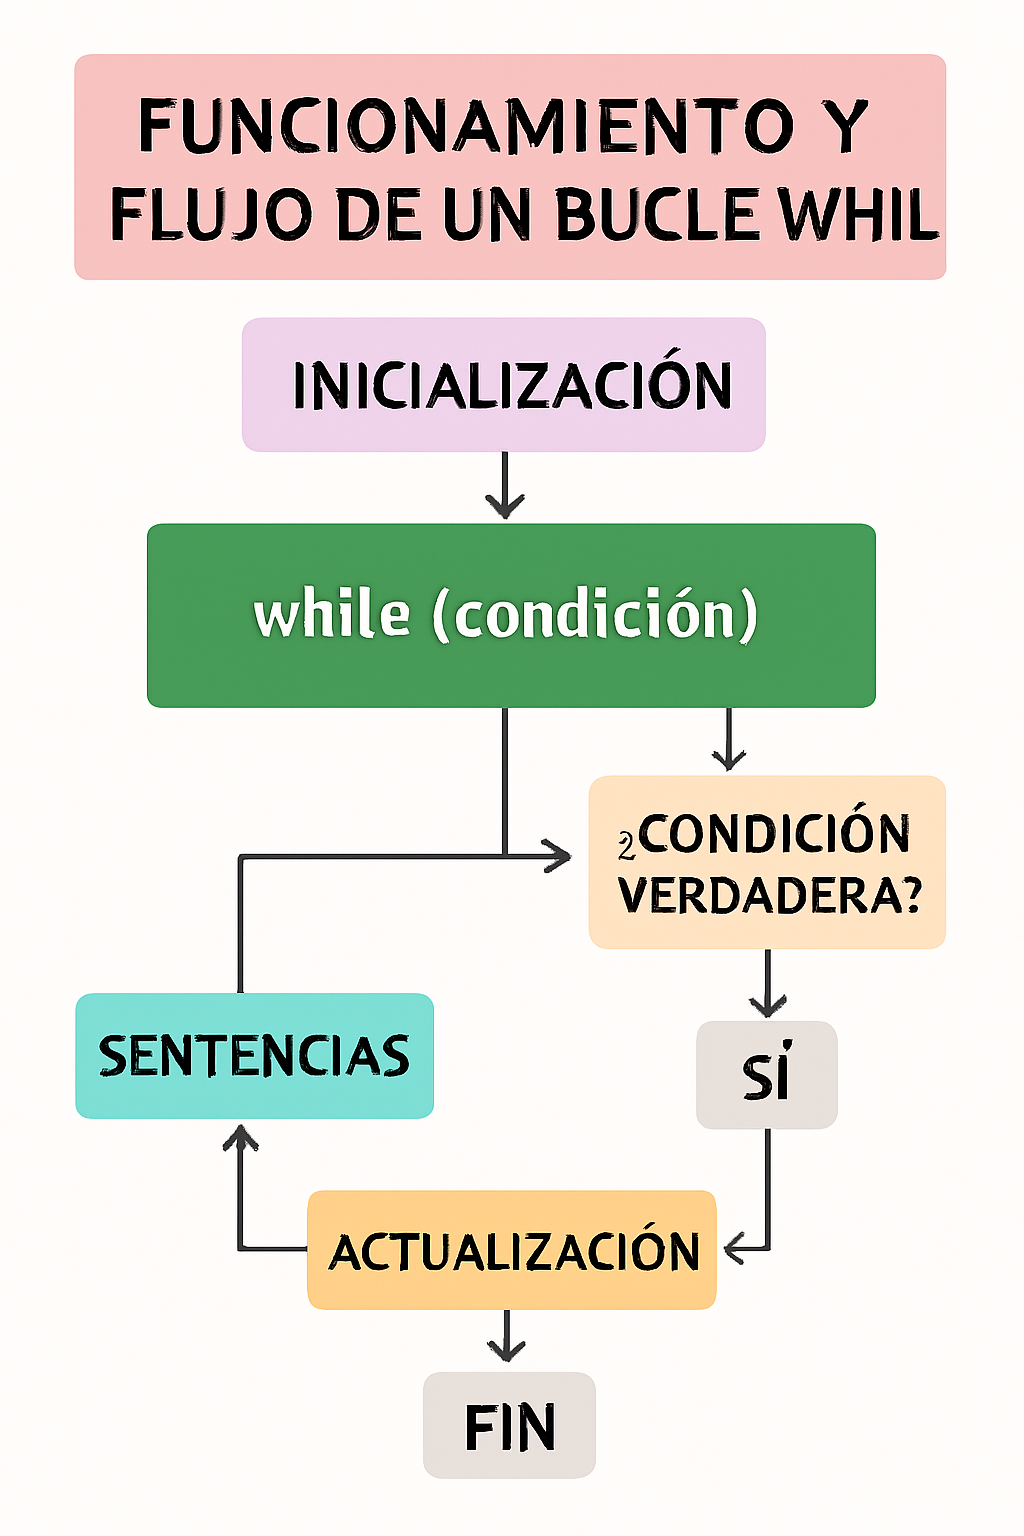 FUNCIONAMIENTO Y
FLUJO DE UN BUCLE WHIL
INICIALIZACIÓN
while (condición)
¿CONDICIÓN
VERDADERA?
SENTENCIAS
SÍ
ACTUALIZACIÓN
FIN